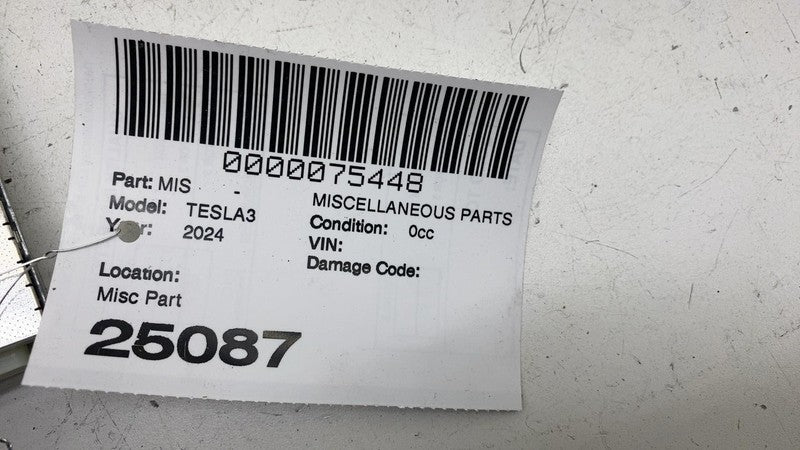 0000075448
Part: MIS -
MISCELLANEOUS PARTS
Model: TESLA3
Condition: 0cc
2024
VIN:
Damage Code:
Location:
Misc Part
25087